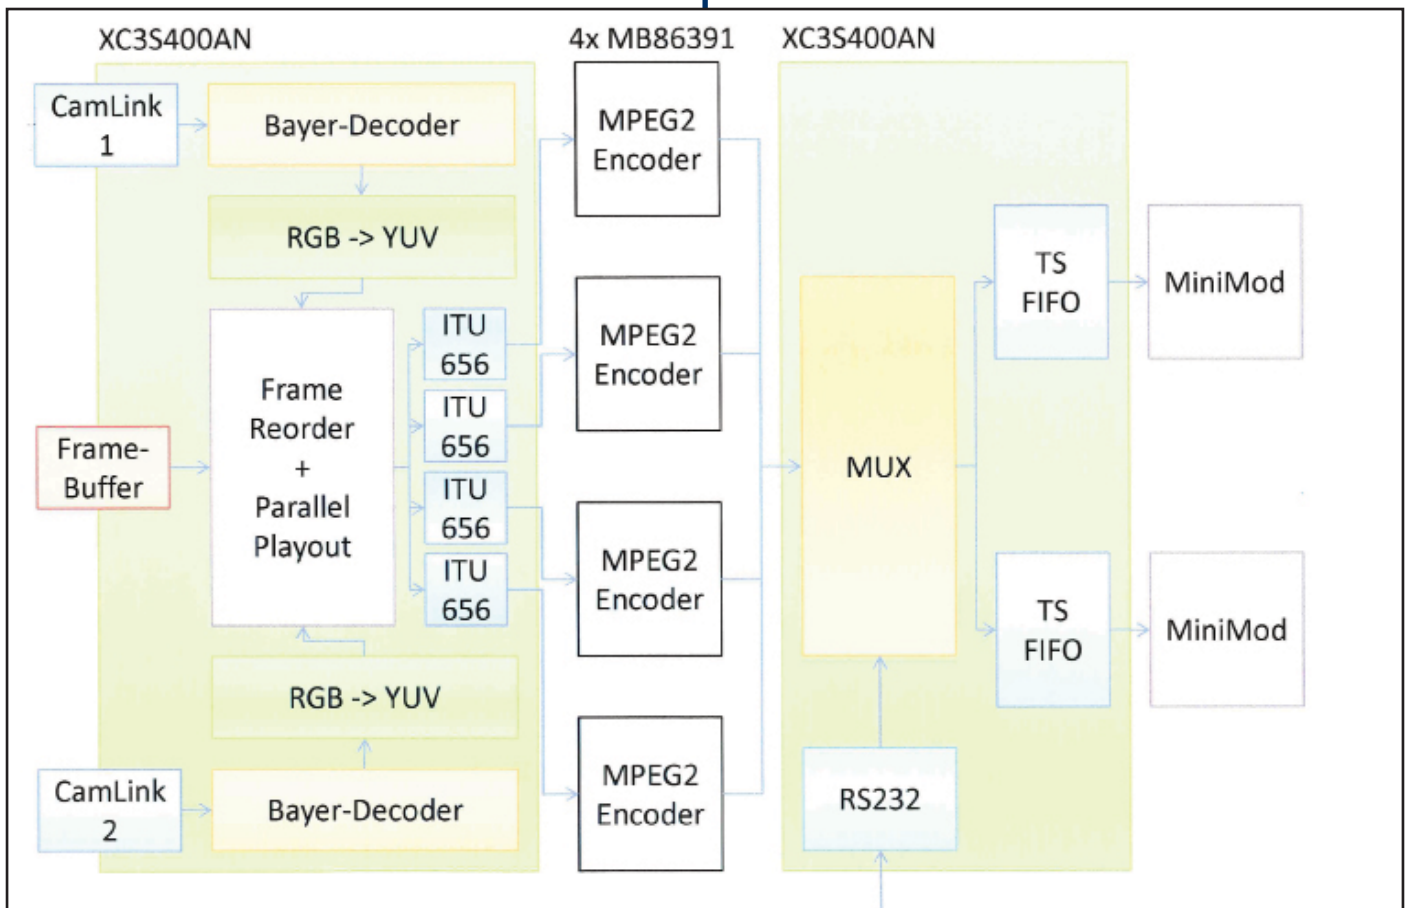 XC3S400AN
4x MB86391
XC3S400AN
CamLink
1
Bayer-Decoder
RGB -> YUV
Frame
Reorder
+
Parallel
Playout
Frame-
Buffer
ITU
656
ITU
656
ITU
656
ITU
656
RGB -> YUV
CamLink
2
Bayer-Decoder
MPEG2
Encoder
MPEG2
Encoder
MPEG2
Encoder
MPEG2
Encoder
MUX
RS232
TS
FIFO
MiniMod
TS
FIFO
MiniMod